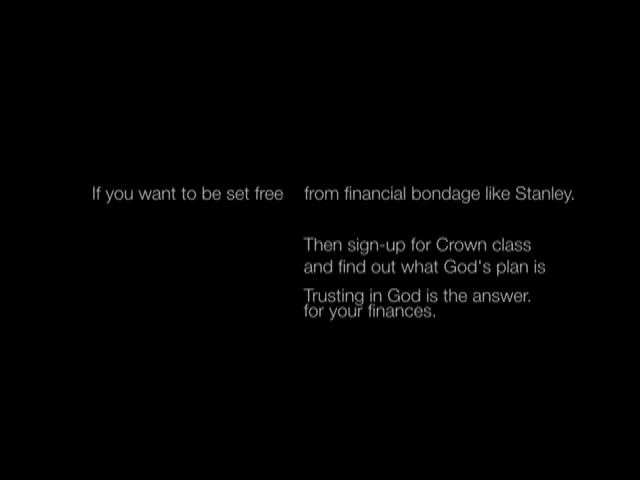 If you want to be set free from financial bondage like Stanley.
Then sign-up for Crown class
and find out what God's plan is
Trusting in God is the answer.
for your finances.